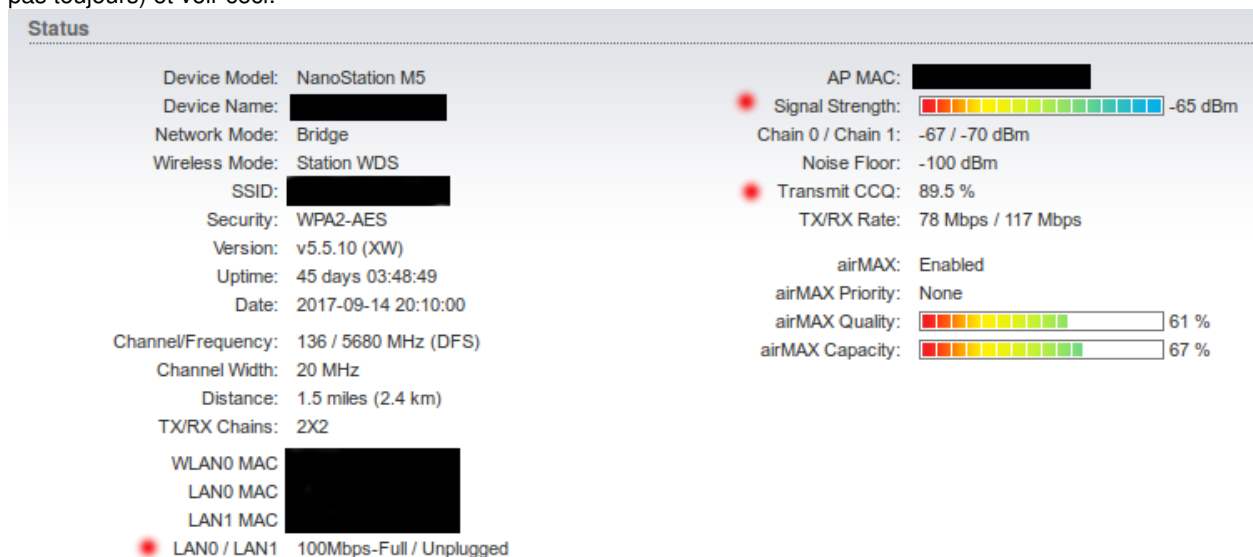 pas toujours) et voir ceci.
Status
Device Model: NanoStation M5
Device Name:
Network Mode: Bridge
Wireless Mode: Station WDS
SSID:
Security: WPA2-AES
Version: v5.5.10 (XW)
Uptime: 45 days 03:48:49
Date: 2017-09-14 20:10:00
Channel/Frequency: 136 / 5680 MHz (DFS)
Channel Width: 20 MHz
Distance: 1.5 miles (2.4 km)
TX/RX Chains: 2X2
WLAN0 MAC
LAN0 MAC
LAN1 MAC
LAN0 / LAN1 100Mbps-Full / Unplugged
AP MAC:
Signal Strength: -65 dBm
Chain 0 / Chain 1: -67 / -70 dBm
Noise Floor: -100 dBm
Transmit CCQ: 89.5 %
TX/RX Rate: 78 Mbps / 117 Mbps
airMAX: Enabled
airMAX Priority: None
airMAX Quality: 61 %
airMAX Capacity: 67 %